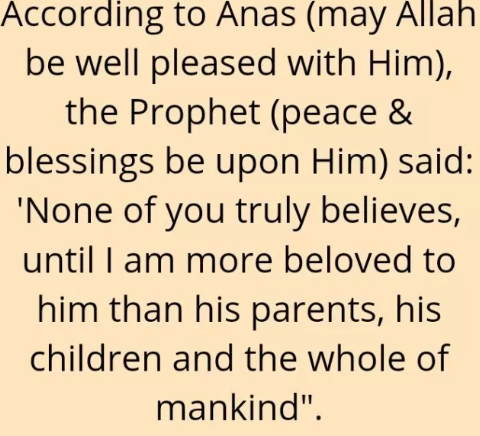 According to Anas (may Allah
be well pleased with Him),
the Prophet (peace &
blessings be upon Him) said:
'None of you truly believes,
until I am more beloved to
him than his parents, his
children and the whole of
mankind".